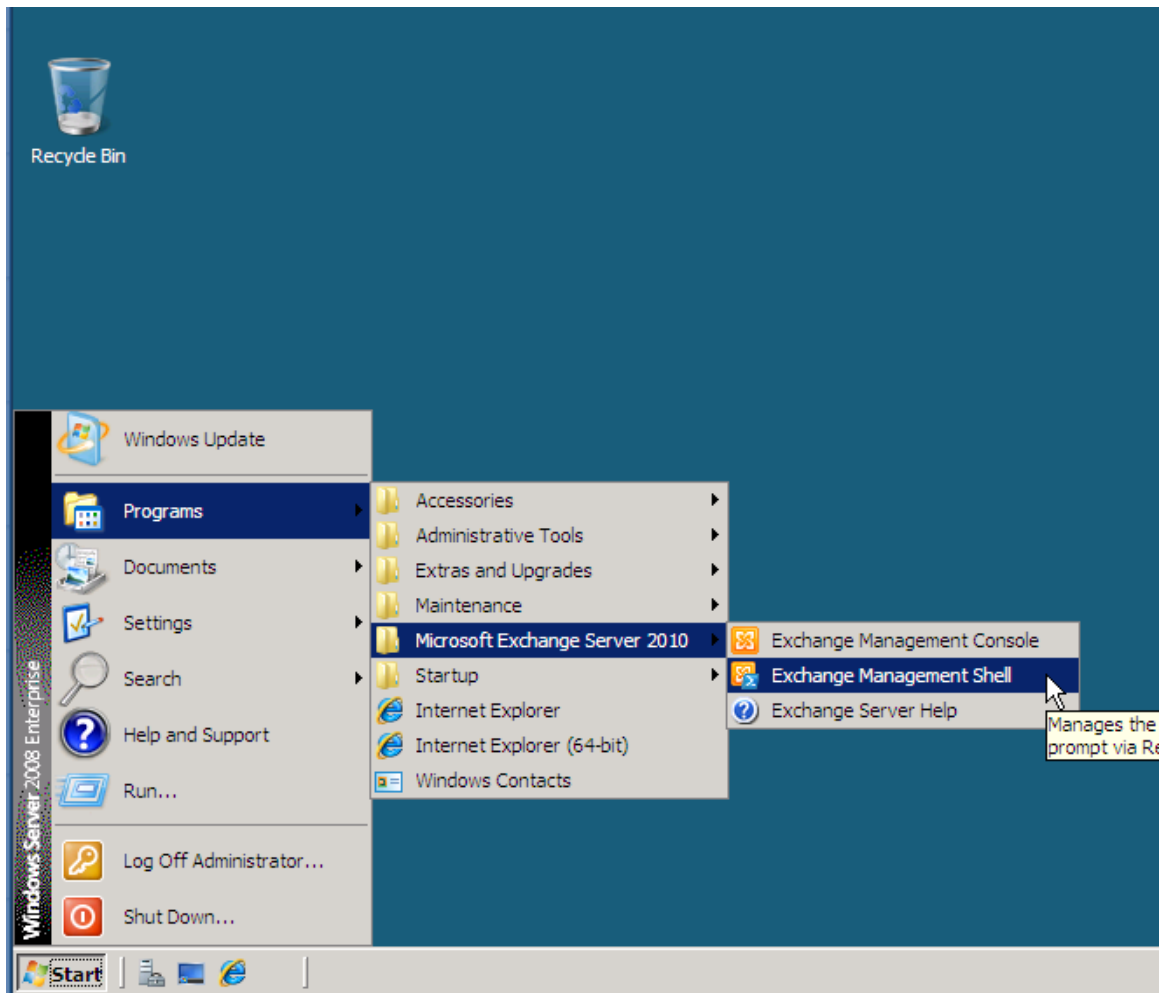 Recycle Bin
Windows Update
Programs
Documents
Settings
Search
Help and Support
Run...
Log Off Administrator...
Shut Down...
Windows Server 2008 Enterprise
Accessories
Administrative Tools
Extras and Upgrades
Maintenance
Microsoft Exchange Server 2010
Startup
Internet Explorer
Internet Explorer (64-bit)
Windows Contacts
Exchange Management Console
Exchange Management Shell
Exchange Server Help
Manages the
prompt via Re
Start